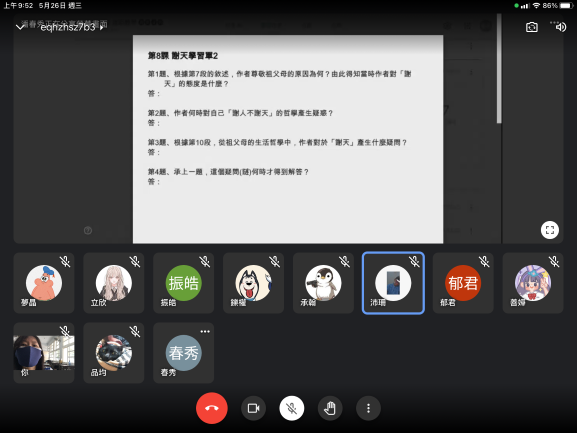 上午9:52 5月26日 週三
86%
eqhzhsz7b3
第8課 謝天學習單2
第1題、根據第7段的敘述，作者尊敬祖父母的原因為何？由此得知當時作者對「謝
天」的態度是什麼？
答：
第2題、作者何時對自己「謝人不謝天」的哲學產生疑惑？
答：
第3題、根據第10段，從祖父母的生活哲學中，作者對於「謝天」產生什麼疑問？
答：
第4題、承上一題，這個疑問(謎)何時才得到解答？
答：
夢晶
立欣
振皓
振皓
承翰
沛珊
郁君
郁君
你
品均
春秀
春秀